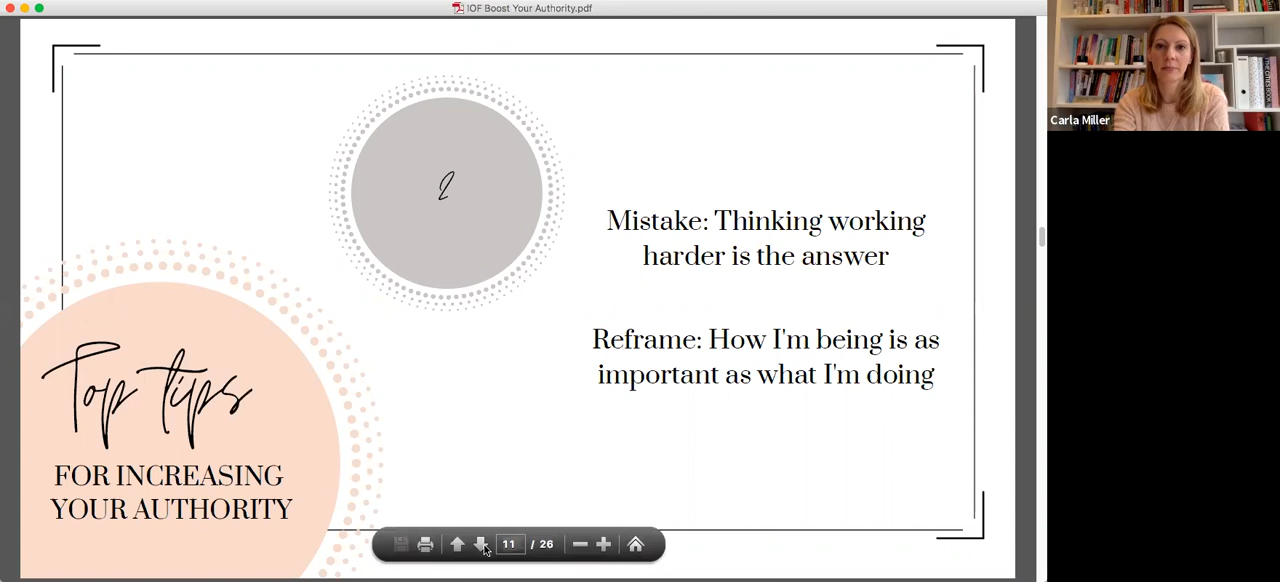 IOF Boost Your Authority.pdf
2
Mistake: Thinking working
harder is the answer
Reframe: How I'm being is as
important as what I'm doing
Top tips
FOR INCREASING
YOUR AUTHORITY
11 / 26
Carla Miller